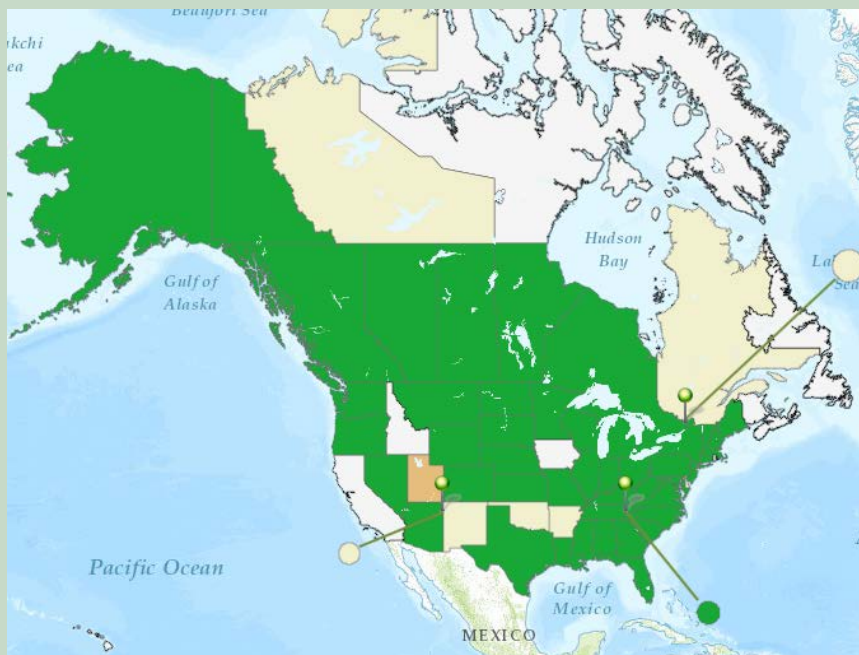 Beaufort Sea
Hudson
Bay
Gulf of
Alaska
Pacific Ocean
Gulf of
Mexico
MEXICO